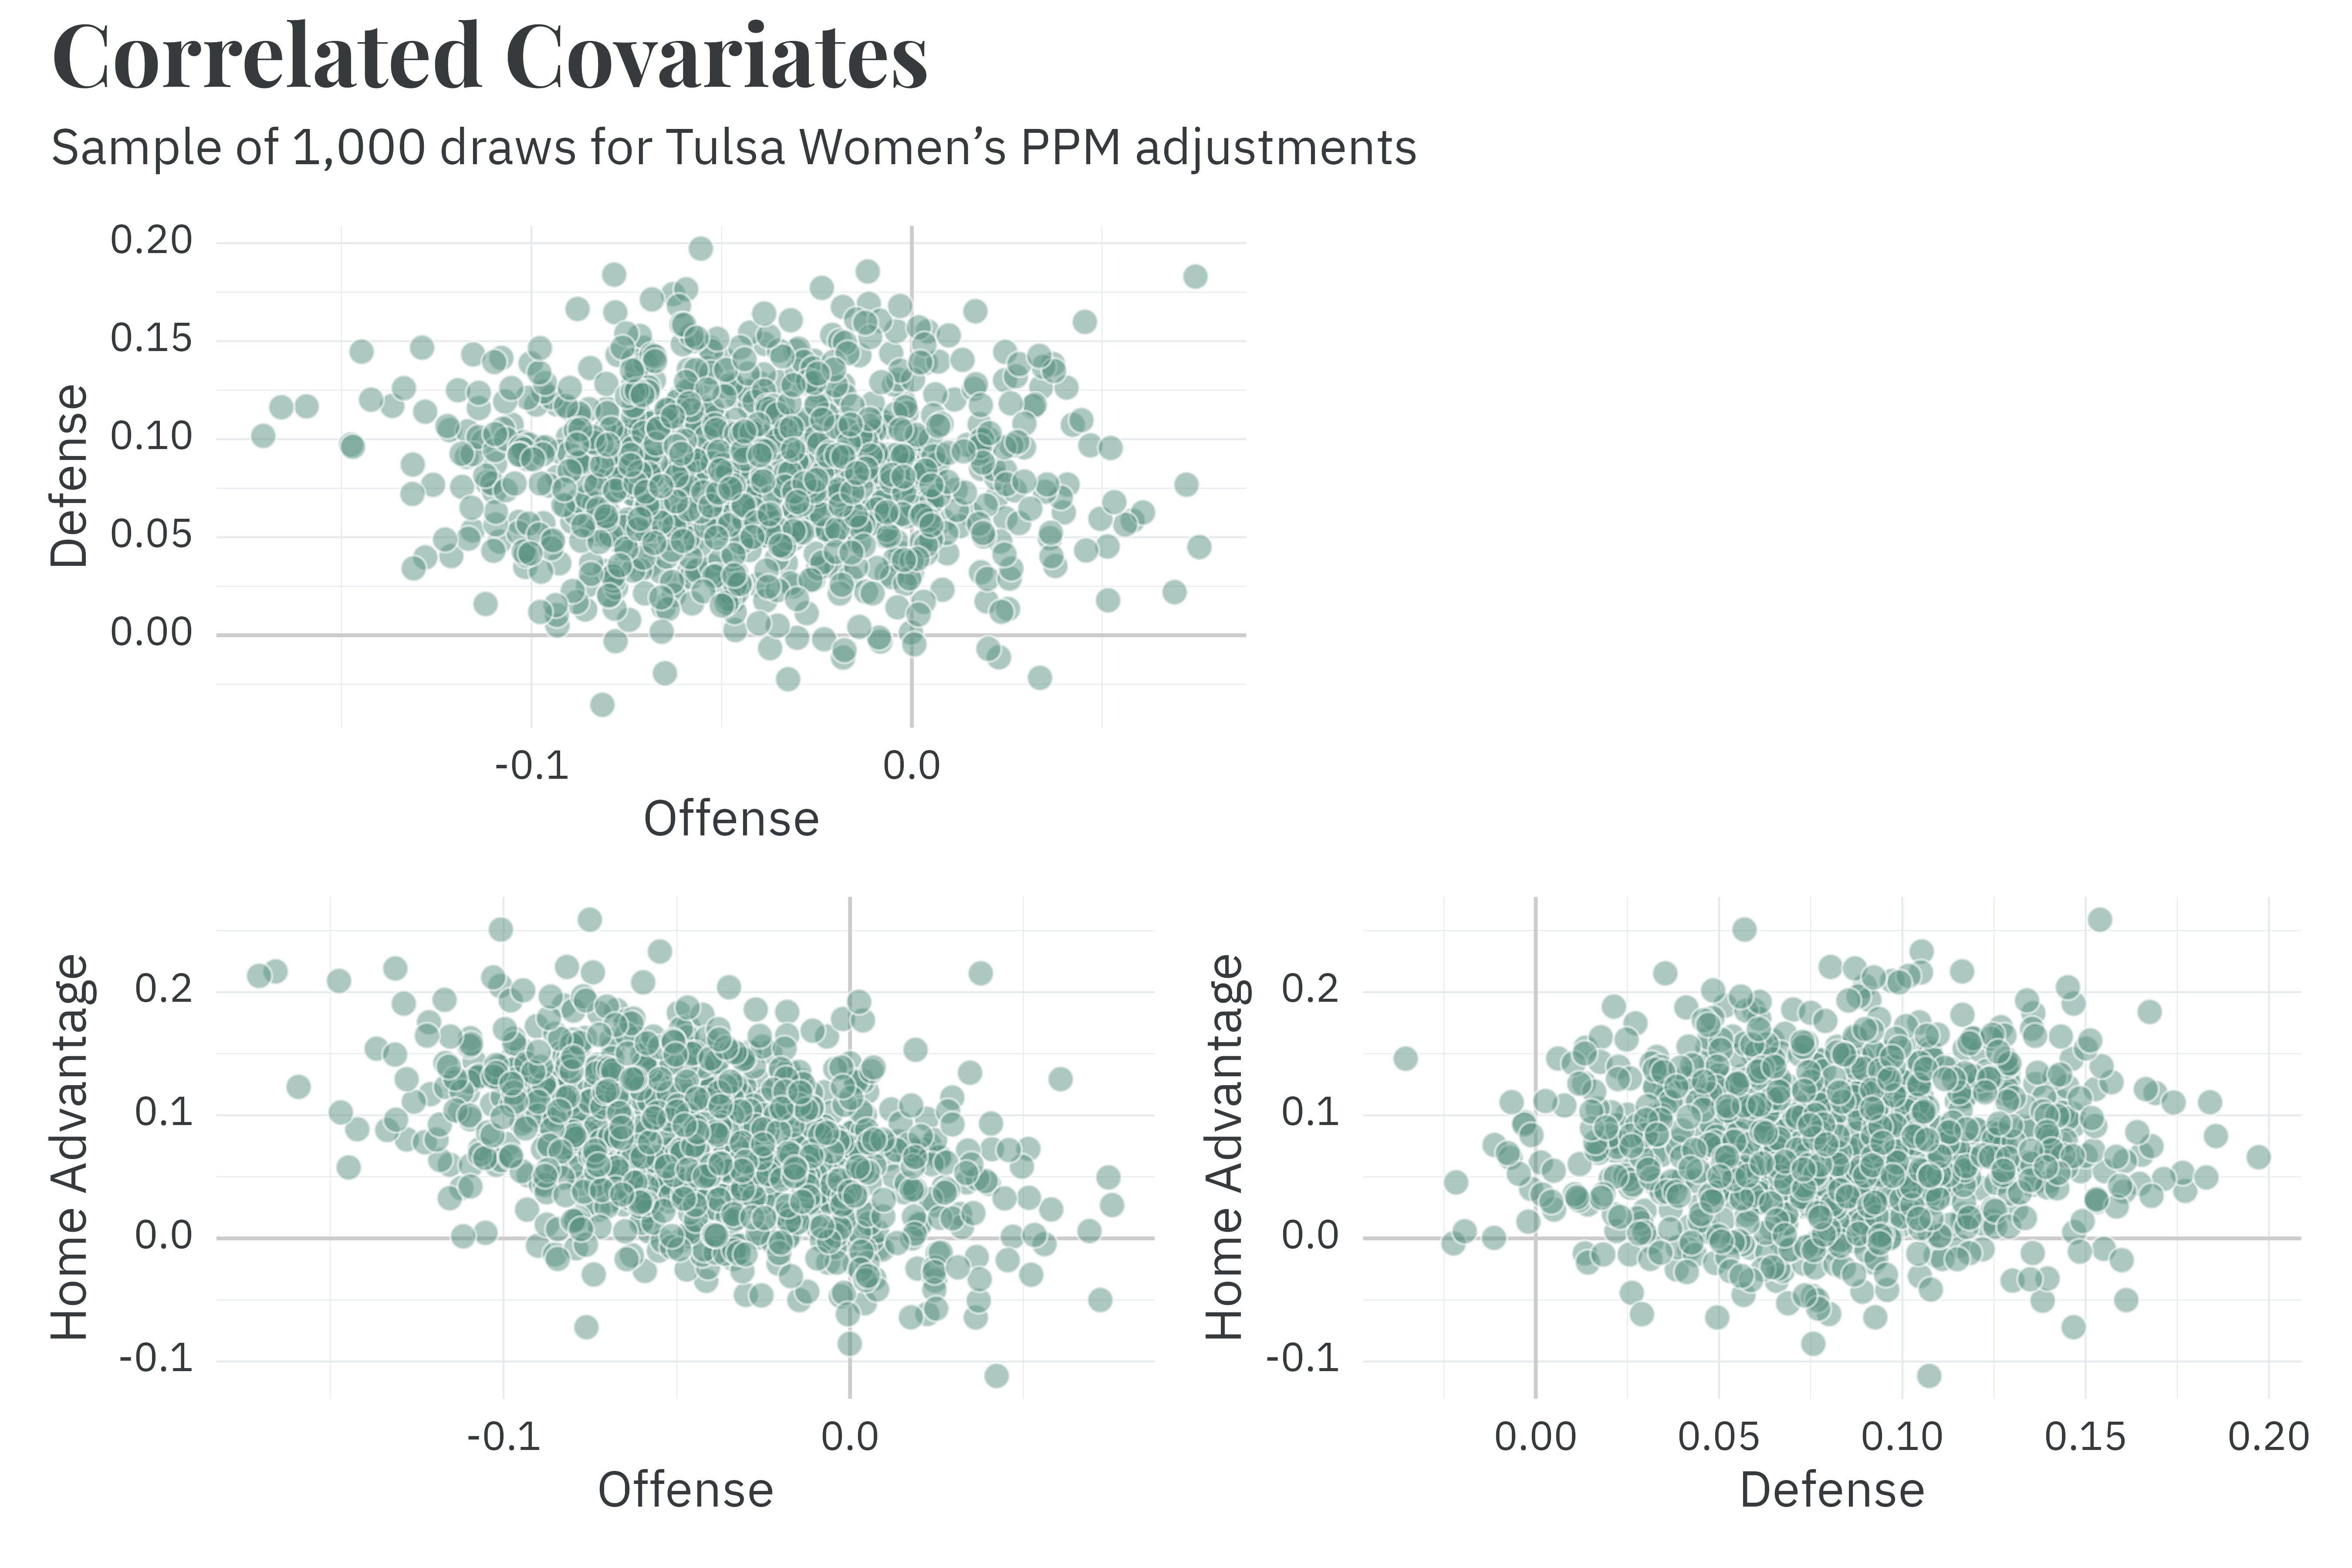 Correlated Covariates
Sample of 1,000 draws for Tulsa Women’s PPM adjustments
Defense
0.20
0.15
0.10
0.05
0.00
-0.1 0.0
Offense
Home Advantage
0.2
0.1
0.0
-0.1
-0.1 0.0
Offense
Home Advantage
0.2
0.1
0.0
-0.1
0.00 0.05 0.10 0.15 0.20
Defense